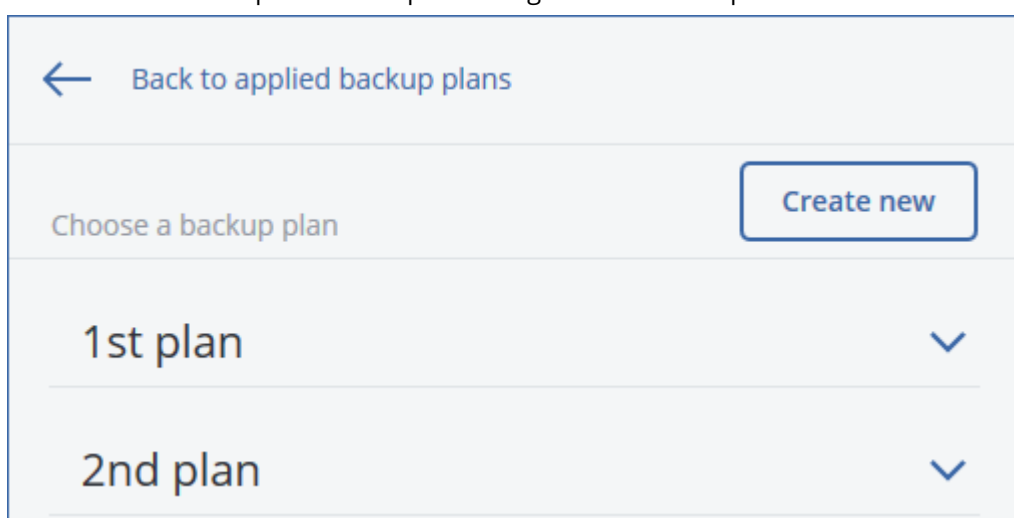 Back to applied backup plans
Create new
Choose a backup plan
1st plan
2nd plan